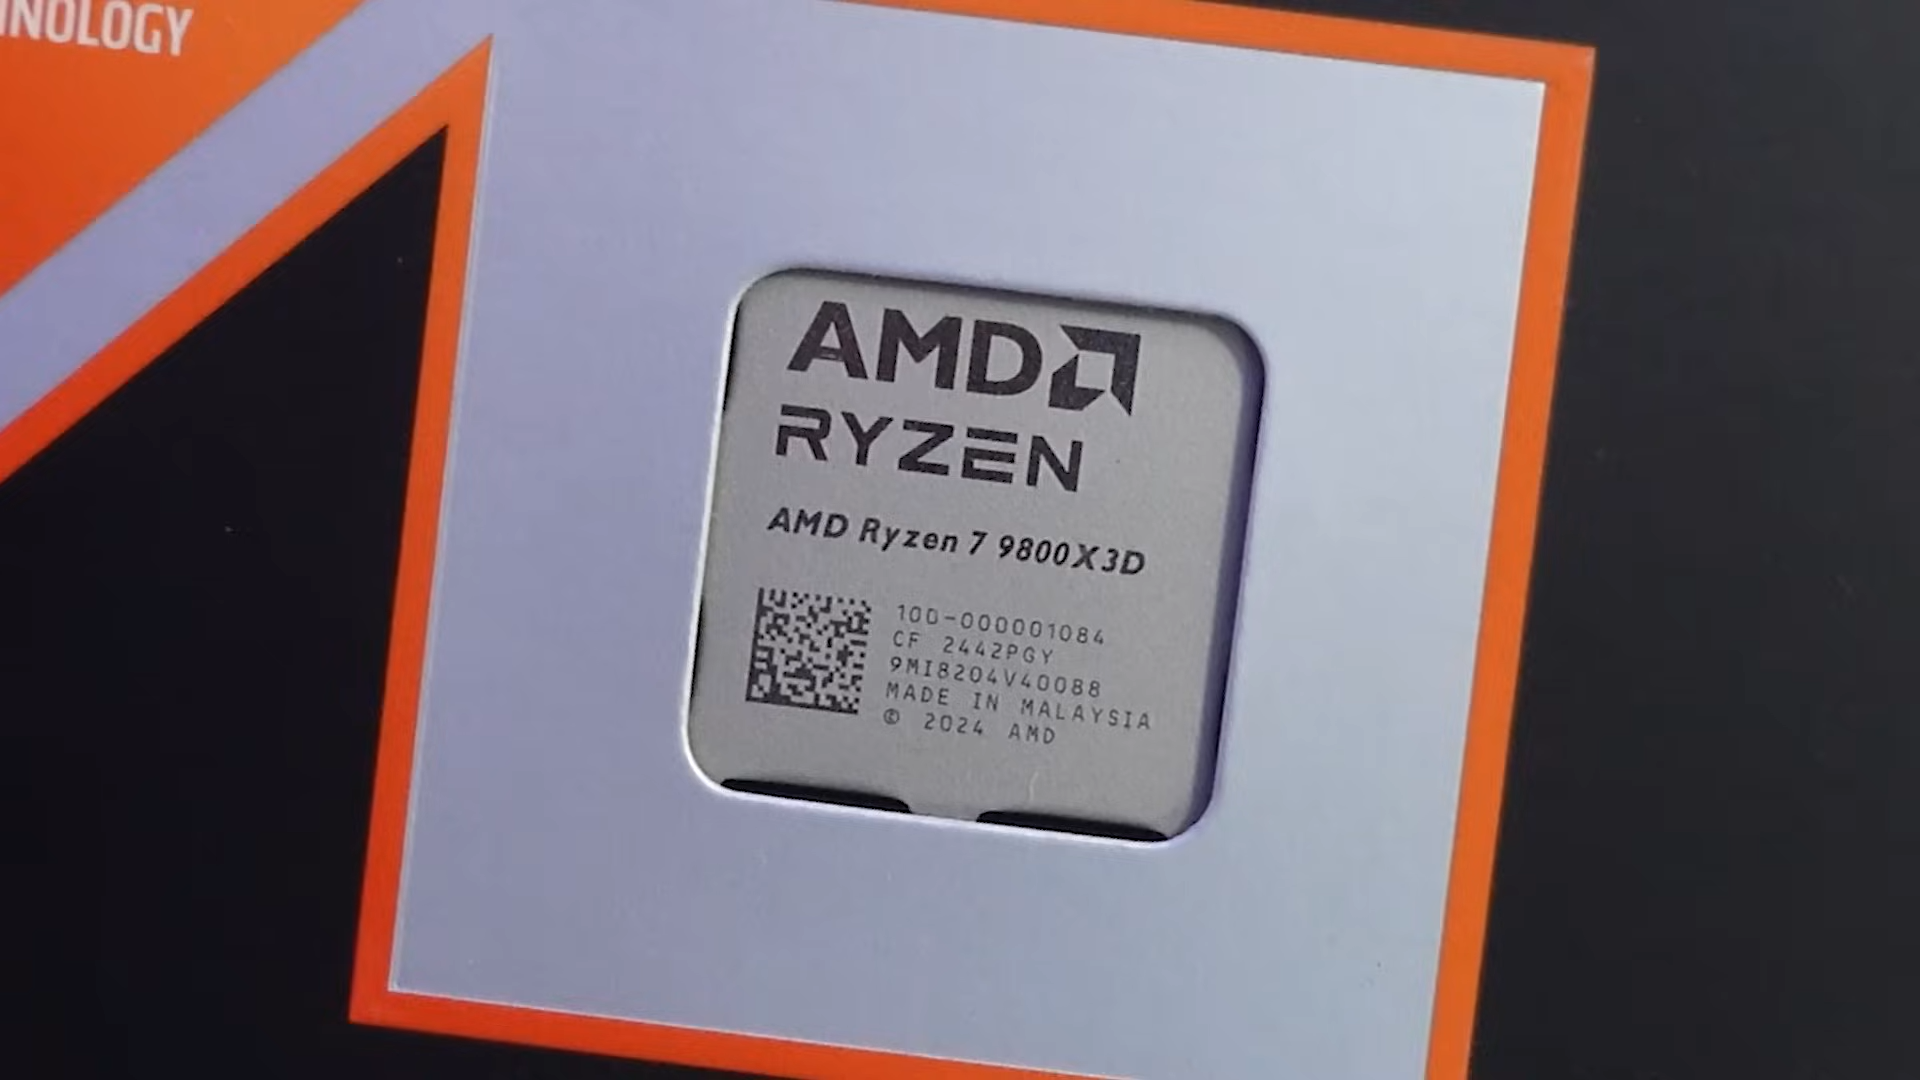 NOLOGY
AMD
RYZEN
AMD Ryzen 7 9800X3D
100-000001084
CF 2442PGY
9MI8204V40088
MADE IN MALAYSIA
© 2024 AMD